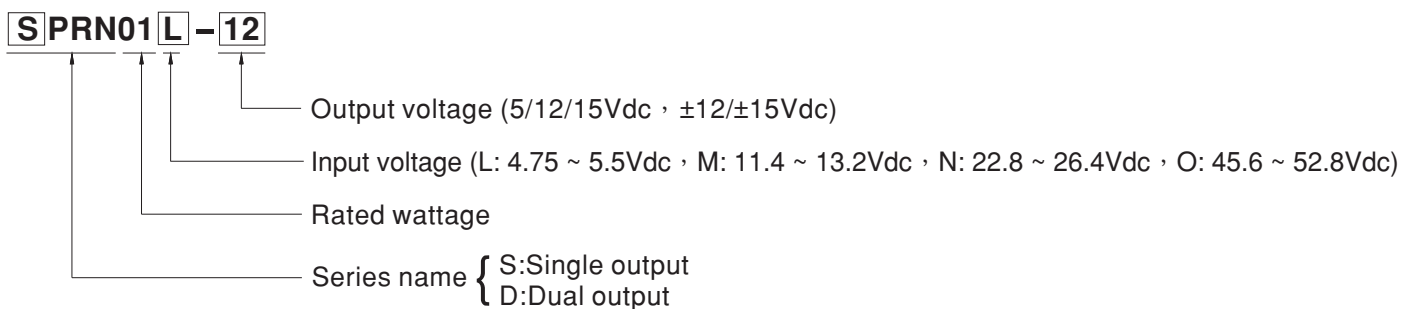 SPRN01L-12
Output voltage (5/12/15Vdc，±12/±15Vdc)
Input voltage (L: 4.75 ~ 5.5Vdc，M: 11.4 ~ 13.2Vdc，N: 22.8 ~ 26.4Vdc，O: 45.6 ~ 52.8Vdc)
Rated wattage
Series name { S:Single output
D:Dual output